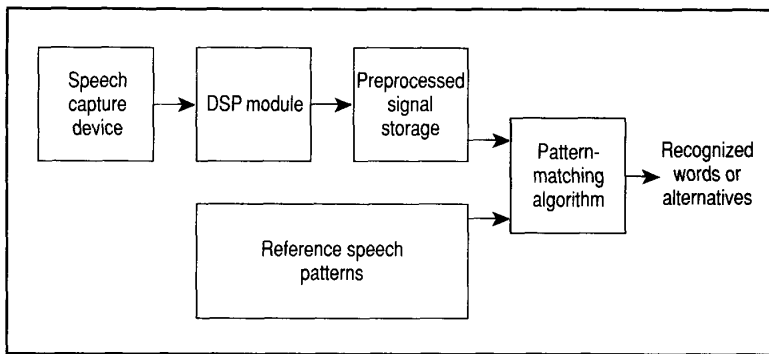 Speech
capture
device
DSP module
Preprocessed
signal
storage
Pattern-
matching
algorithm
Recognized
words or
alternatives
Reference speech
patterns